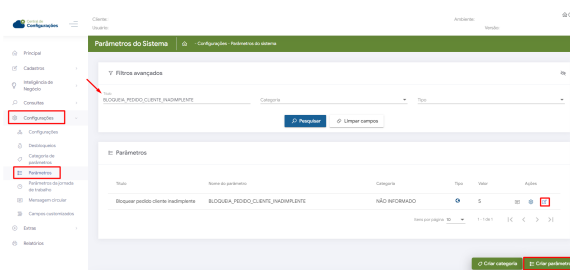 Central de
Configurações
Cliente:
Usuário:
Ambiente:
Versão:
Parâmetros do Sistema
- Configurações - Parâmetros do sistema
Principal
Cadastros
Inteligência de
Negócio
Consultas
Configurações
Configurações
Desbloqueios
Categoria de
parâmetros
Parâmetros
Parâmetros da jornada
de trabalho
Mensagem circular
Campos customizados
Extras
Relatórios
Filtros avançados
Título
BLOQUEIA_PEDIDO_CLIENTE_INADIMPLENTE
Categoria
Tipo
Pesquisar
Limpar campos
Parâmetros
Título
Nome do parâmetro
Categoria
Tipo
Valor
Ações
Bloquear pedido cliente inadimplente
BLOQUEIA_PEDIDO_CLIENTE_INADIMPLENTE
NÃO INFORMADO
S
Itens por página 10
1 - 1 de 1
Criar categoria
Criar parâmetro